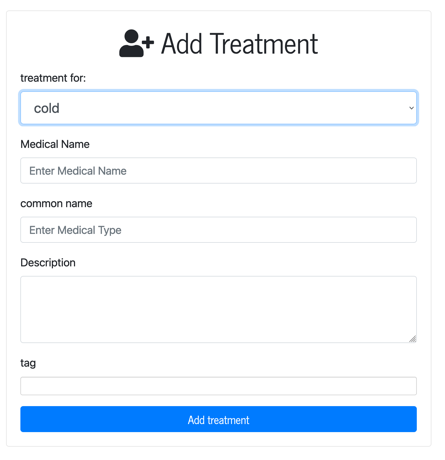 Add Treatment
treatment for:
cold
Medical Name
Enter Medical Name
common name
Enter Medical Type
Description
tag
Add treatment